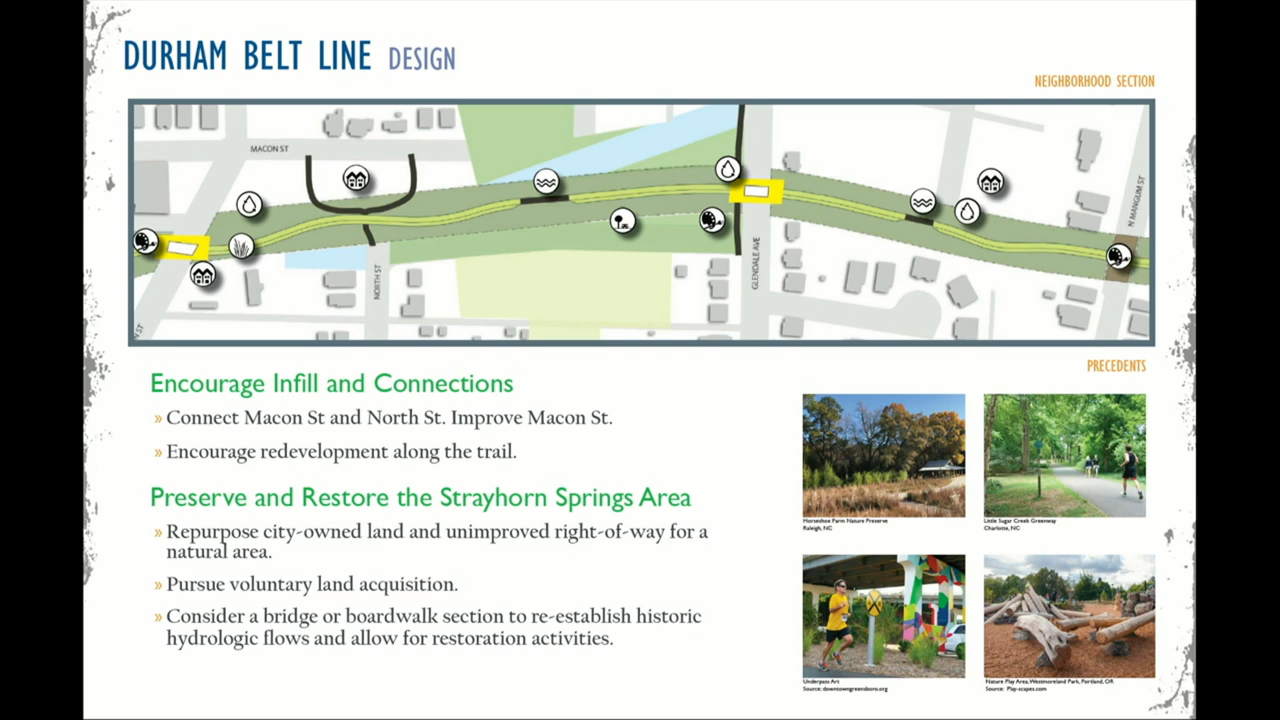 DURHAM BELT LINE DESIGN
NEIGHBORHOOD SECTION
MACON ST
NORTH ST
GLENDALE AVE
N MANGUM ST
ST
PRECEDENTS
Encourage Infill and Connections
» Connect Macon St and North St. Improve Macon St.
» Encourage redevelopment along the trail.
Preserve and Restore the Strayhorn Springs Area
» Repurpose city-owned land and unimproved right-of-way for a
natural area.
» Pursue voluntary land acquisition.
» Consider a bridge or boardwalk section to re-establish historic
hydrologic flows and allow for restoration activities.
Horseshoe Farm Nature Preserve
Raleigh, NC
Little Sugar Creek Greenway
Charlotte, NC
Underpass Art
Source: downtowngreensboro.org
Nature Play Area, Westmoreland Park, Portland, OR
Source: Play-scapes.com